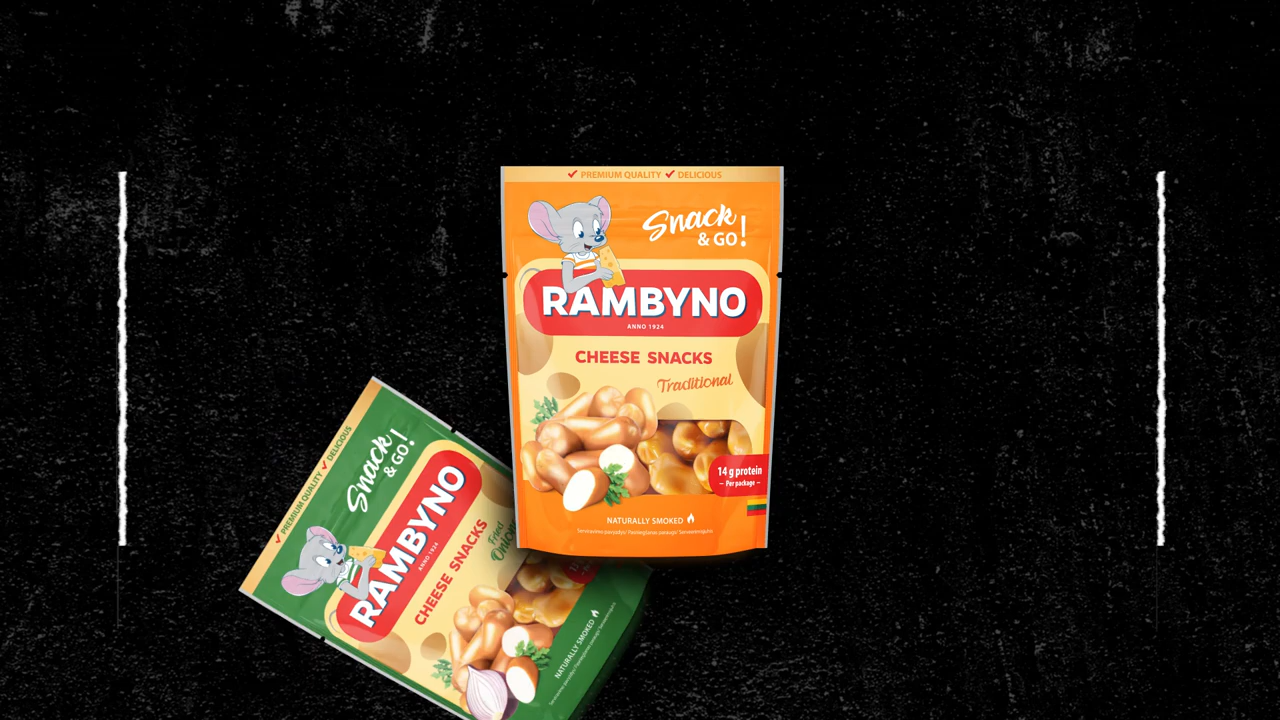 PREMIUM QUALITY DELICIOUS
Snack
& GO!
RAMBYNO
ANNO 1924
CHEESE SNACKS
Traditional
14 g protein
– Per package –
NATURALLY SMOKED
PREMIUM QUALITY DELICIOUS
Snack
& GO!
RAMBYNO
ANNO 1924
CHEESE SNACKS
Fried
NATURALLY SMOKED